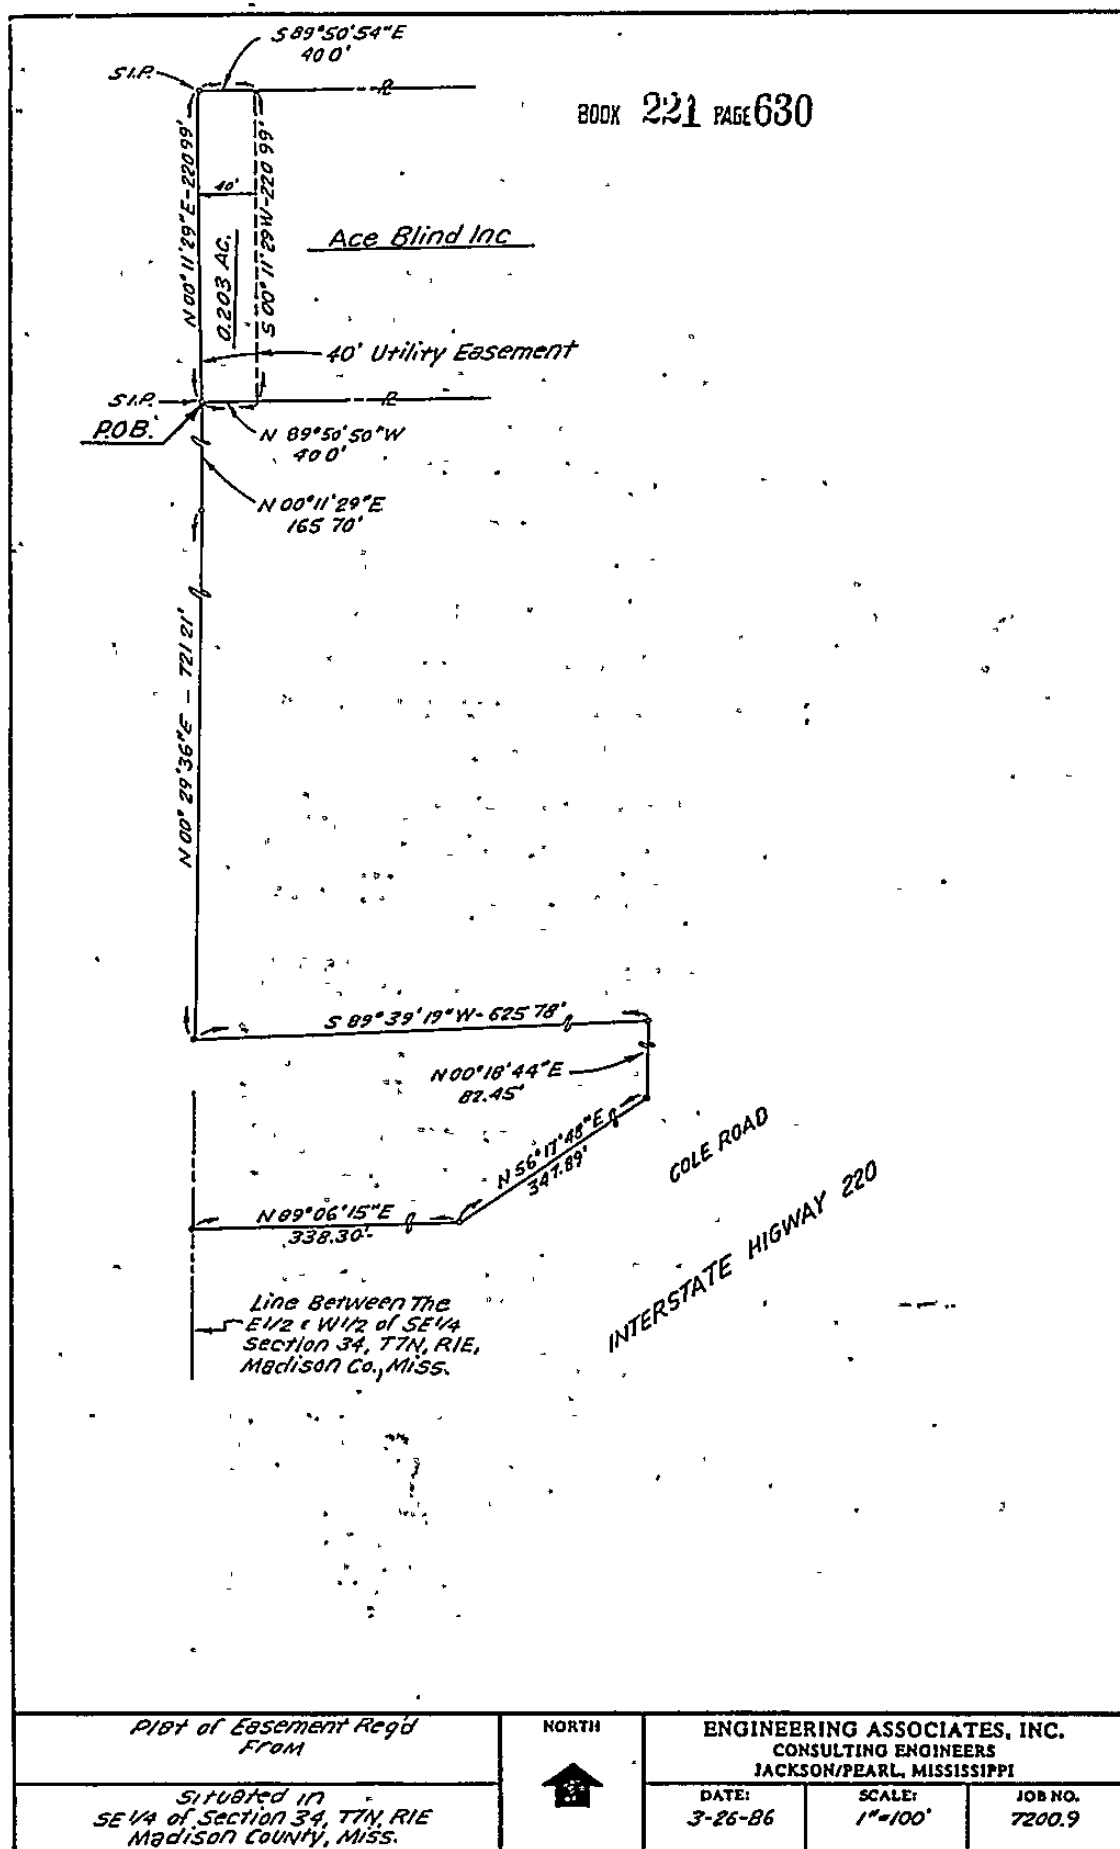 S 89°50'54"E
40 0'
S.I.P.
BOOK 221 PAGE 630
N 00°11'29"E-220 99'
40'
S 00°11'29"W-220 99'
0.203 AC.
Ace Blind Inc
40' Utility Easement
S.I.P.
P.O.B.
N 89°50'50"W
40 0'
N 00°11'29"E
165 70'
N 00°29'36"E - 721 21'
S 89°39'19"W-625 78'
N 00°18'44"E
82.45'
N 56°17'48"E
347.89'
COLE ROAD
N 89°06'15"E
338.30'
INTERSTATE HIGWAY 220
Line Between The
E1/2 & W1/2 of SE1/4
Section 34, T7N, R1E,
Madison Co., Miss.
Plat of Easement Req'd
From
Situated in
SE 1/4 of Section 34, T7N, R1E
Madison County, Miss.
NORTH
ENGINEERING ASSOCIATES, INC.
CONSULTING ENGINEERS
JACKSON/PEARL, MISSISSIPPI
DATE:
3-26-86
SCALE:
1"=100'
JOB NO.
7200.9